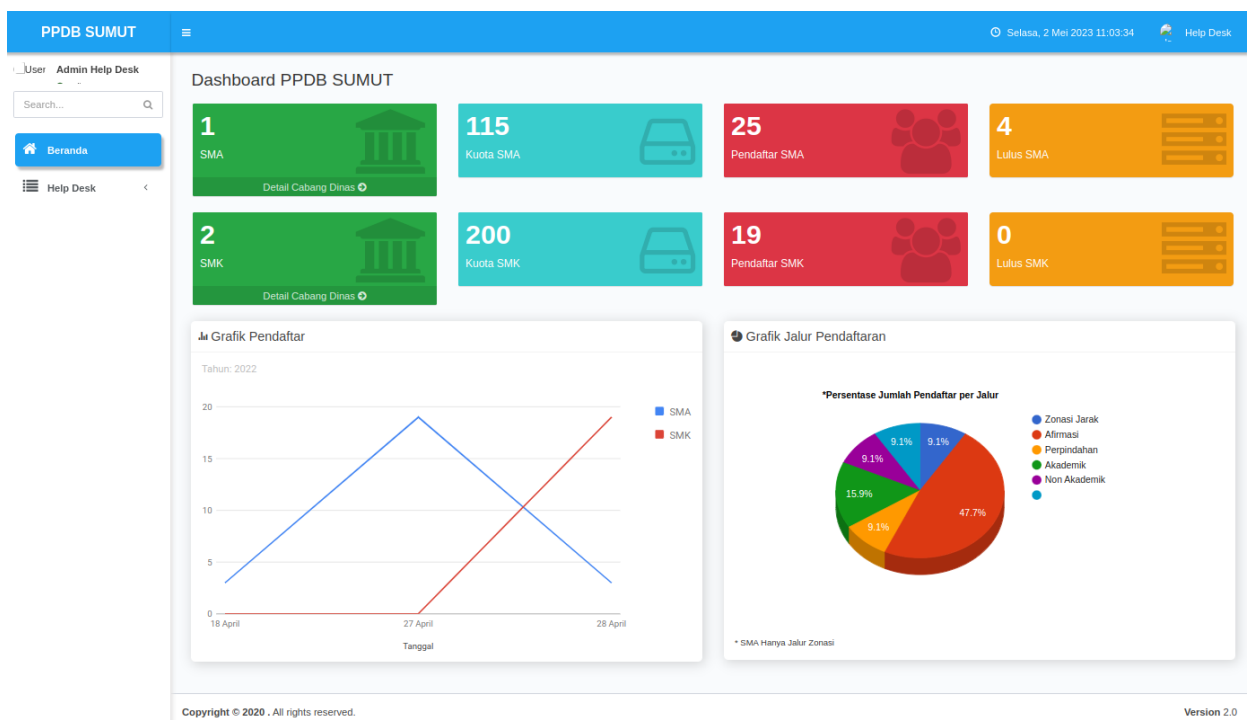 PPDB SUMUT
Selasa, 2 Mei 2023 11:03:34
Help Desk
User
Admin Help Desk
Search...
Beranda
Help Desk
Dashboard PPDB SUMUT
1
SMA
Detail Cabang Dinas
115
Kuota SMA
25
Pendaftar SMA
4
Lulus SMA
2
SMK
Detail Cabang Dinas
200
Kuota SMK
19
Pendaftar SMK
0
Lulus SMK
Grafik Pendaftar
Tahun: 2022
20
15
10
5
0
18 April
27 April
28 April
Tanggal
SMA
SMK
Grafik Jalur Pendaftaran
*Persentase Jumlah Pendaftar per Jalur
9.1%
9.1%
9.1%
15.9%
47.7%
9.1%
Zonasi Jarak
Afirmasi
Perpindahan
Akademik
Non Akademik
* SMA Hanya Jalur Zonasi
Copyright © 2020 . All rights reserved.
Version 2.0